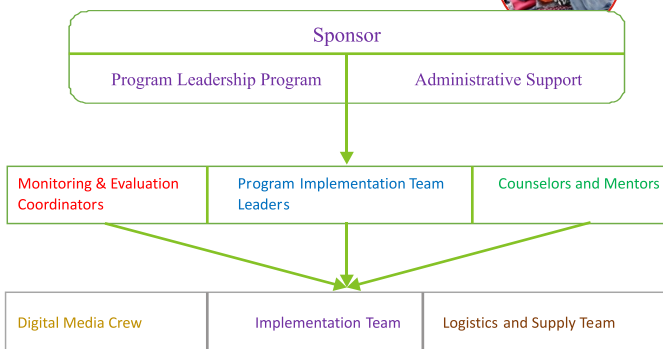 Sponsor
Program Leadership Program
Administrative Support
Monitoring & Evaluation
Coordinators
Program Implementation Team
Leaders
Counselors and Mentors
Digital Media Crew
Implementation Team
Logistics and Supply Team